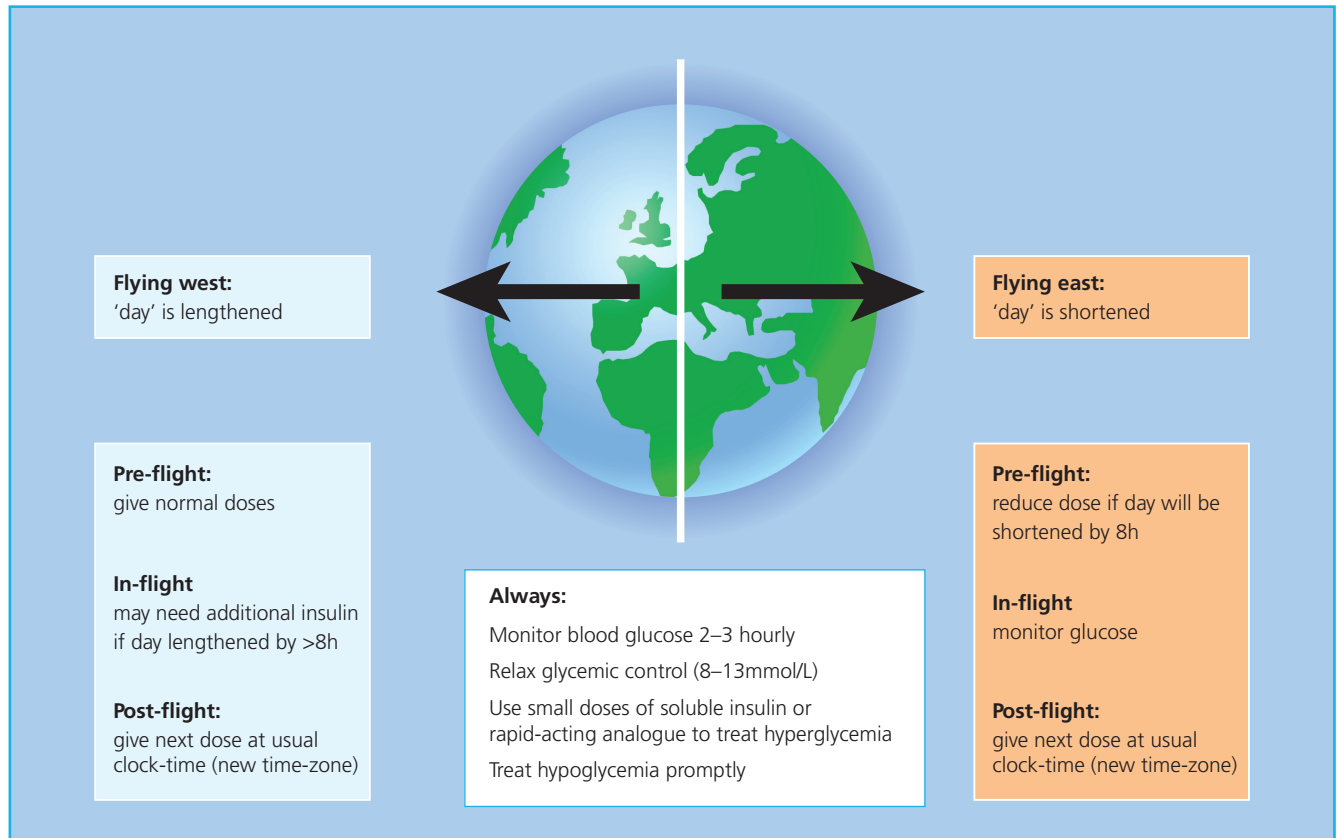 Flying west:
‘day’ is lengthened
Pre-flight:
give normal doses
In-flight
may need additional insulin
if day lengthened by >8h
Post-flight:
give next dose at usual
clock-time (new time-zone)
Always:
Monitor blood glucose 2–3 hourly
Relax glycemic control (8–13mmol/L)
Use small doses of soluble insulin or
rapid-acting analogue to treat hyperglycemia
Treat hypoglycemia promptly
Flying east:
‘day’ is shortened
Pre-flight:
reduce dose if day will be
shortened by 8h
In-flight
monitor glucose
Post-flight:
give next dose at usual
clock-time (new time-zone)